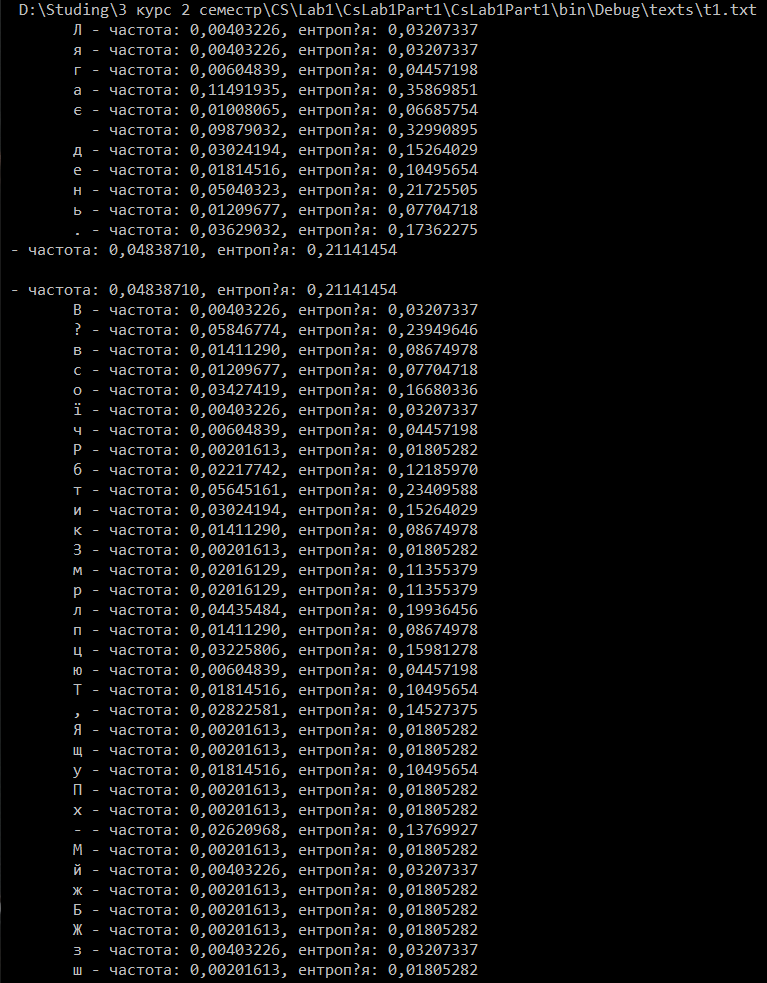 D:\Studing\3 курс 2 семестр\CS\Lab1\CsLab1Part1\CsLab1Part1\bin\Debug\texts\t1.txt
Л - частота: 0,00403226, ентроп?я: 0,03207337
я - частота: 0,00403226, ентроп?я: 0,03207337
г - частота: 0,00604839, ентроп?я: 0,04457198
а - частота: 0,11491935, ентроп?я: 0,35869851
є - частота: 0,01008065, ентроп?я: 0,06685754
- частота: 0,09879032, ентроп?я: 0,32990895
д - частота: 0,03024194, ентроп?я: 0,15264029
е - частота: 0,01814516, ентроп?я: 0,10495654
н - частота: 0,05040323, ентроп?я: 0,21725505
ь - частота: 0,01209677, ентроп?я: 0,07704718
. - частота: 0,03629032, ентроп?я: 0,17362275
- частота: 0,04838710, ентроп?я: 0,21141454
- частота: 0,04838710, ентроп?я: 0,21141454
В - частота: 0,00403226, ентроп?я: 0,03207337
? - частота: 0,05846774, ентроп?я: 0,23949646
в - частота: 0,01411290, ентроп?я: 0,08674978
с - частота: 0,01209677, ентроп?я: 0,07704718
о - частота: 0,03427419, ентроп?я: 0,16680336
ї - частота: 0,00403226, ентроп?я: 0,03207337
ч - частота: 0,00604839, ентроп?я: 0,04457198
Р - частота: 0,00201613, ентроп?я: 0,01805282
б - частота: 0,02217742, ентроп?я: 0,12185970
т - частота: 0,05645161, ентроп?я: 0,23409588
и - частота: 0,03024194, ентроп?я: 0,15264029
к - частота: 0,01411290, ентроп?я: 0,08674978
З - частота: 0,00201613, ентроп?я: 0,01805282
м - частота: 0,02016129, ентроп?я: 0,11355379
р - частота: 0,02016129, ентроп?я: 0,11355379
л - частота: 0,04435484, ентроп?я: 0,19936456
п - частота: 0,01411290, ентроп?я: 0,08674978
ц - частота: 0,03225806, ентроп?я: 0,15981278
ю - частота: 0,00604839, ентроп?я: 0,04457198
Т - частота: 0,01814516, ентроп?я: 0,10495654
, - частота: 0,02822581, ентроп?я: 0,14527375
Я - частота: 0,00201613, ентроп?я: 0,01805282
щ - частота: 0,00201613, ентроп?я: 0,01805282
у - частота: 0,01814516, ентроп?я: 0,10495654
П - частота: 0,00201613, ентроп?я: 0,01805282
х - частота: 0,00201613, ентроп?я: 0,01805282
- - частота: 0,02620968, ентроп?я: 0,13769927
М - частота: 0,00201613, ентроп?я: 0,01805282
й - частота: 0,00403226, ентроп?я: 0,03207337
ж - частота: 0,00201613, ентроп?я: 0,01805282
Б - частота: 0,00201613, ентроп?я: 0,01805282
Ж - частота: 0,00201613, ентроп?я: 0,01805282
з - частота: 0,00403226, ентроп?я: 0,03207337
ш - частота: 0,00201613, ентроп?я: 0,01805282